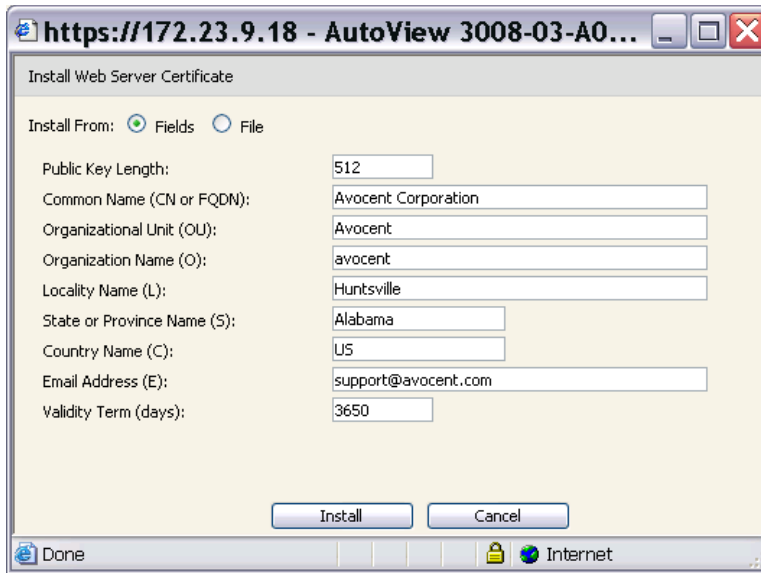 https://172.23.9.18 - AutoView 3008-03-A0...
Install Web Server Certificate
Install From: Fields File
Public Key Length: 512
Common Name (CN or FQDN): Avocent Corporation
Organizational Unit (OU): Avocent
Organization Name (O): avocent
Locality Name (L): Huntsville
State or Province Name (S): Alabama
Country Name (C): US
Email Address (E): support@avocent.com
Validity Term (days): 3650
Install Cancel
Done Internet